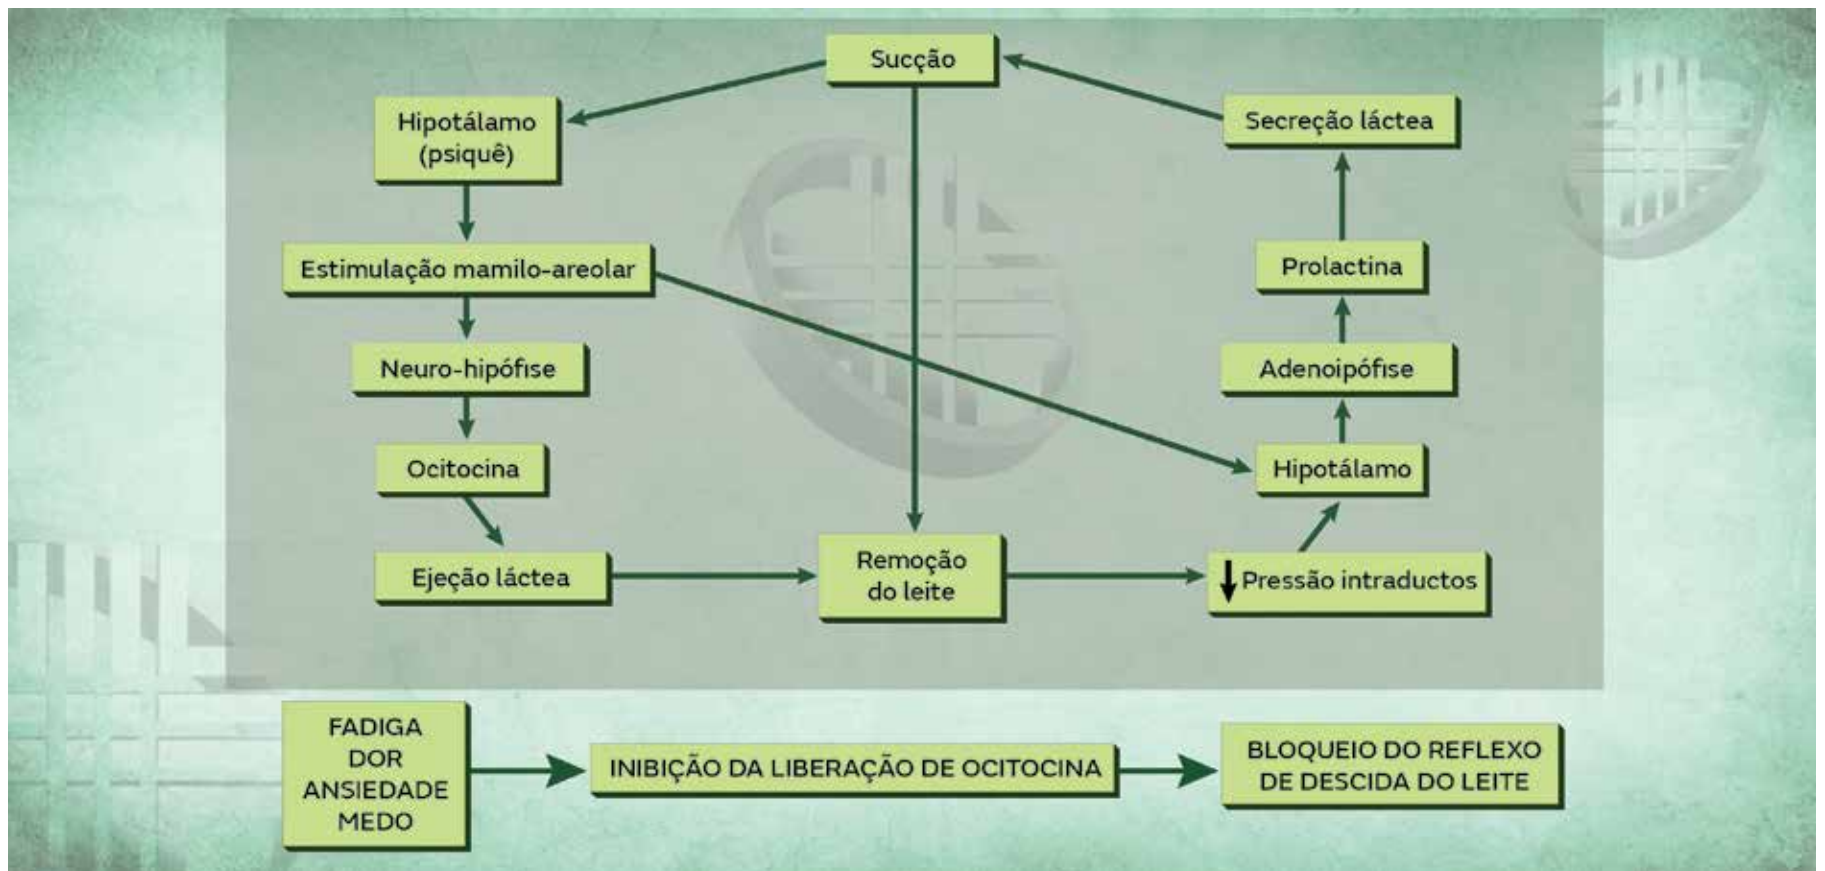 Sucção
Hipotálamo
(psiquê)
Secreção láctea
Estimulação mamilo-areolar
Prolactina
Neuro-hipófise
Adenoipófise
Ocitocina
Hipotálamo
Ejeção láctea
Remoção
do leite
Pressão intraductos
FADIGA
DOR
ANSIEDADE
MEDO
INIBIÇÃO DA LIBERAÇÃO DE OCITOCINA
BLOQUEIO DO REFLEXO
DE DESCIDA DO LEITE